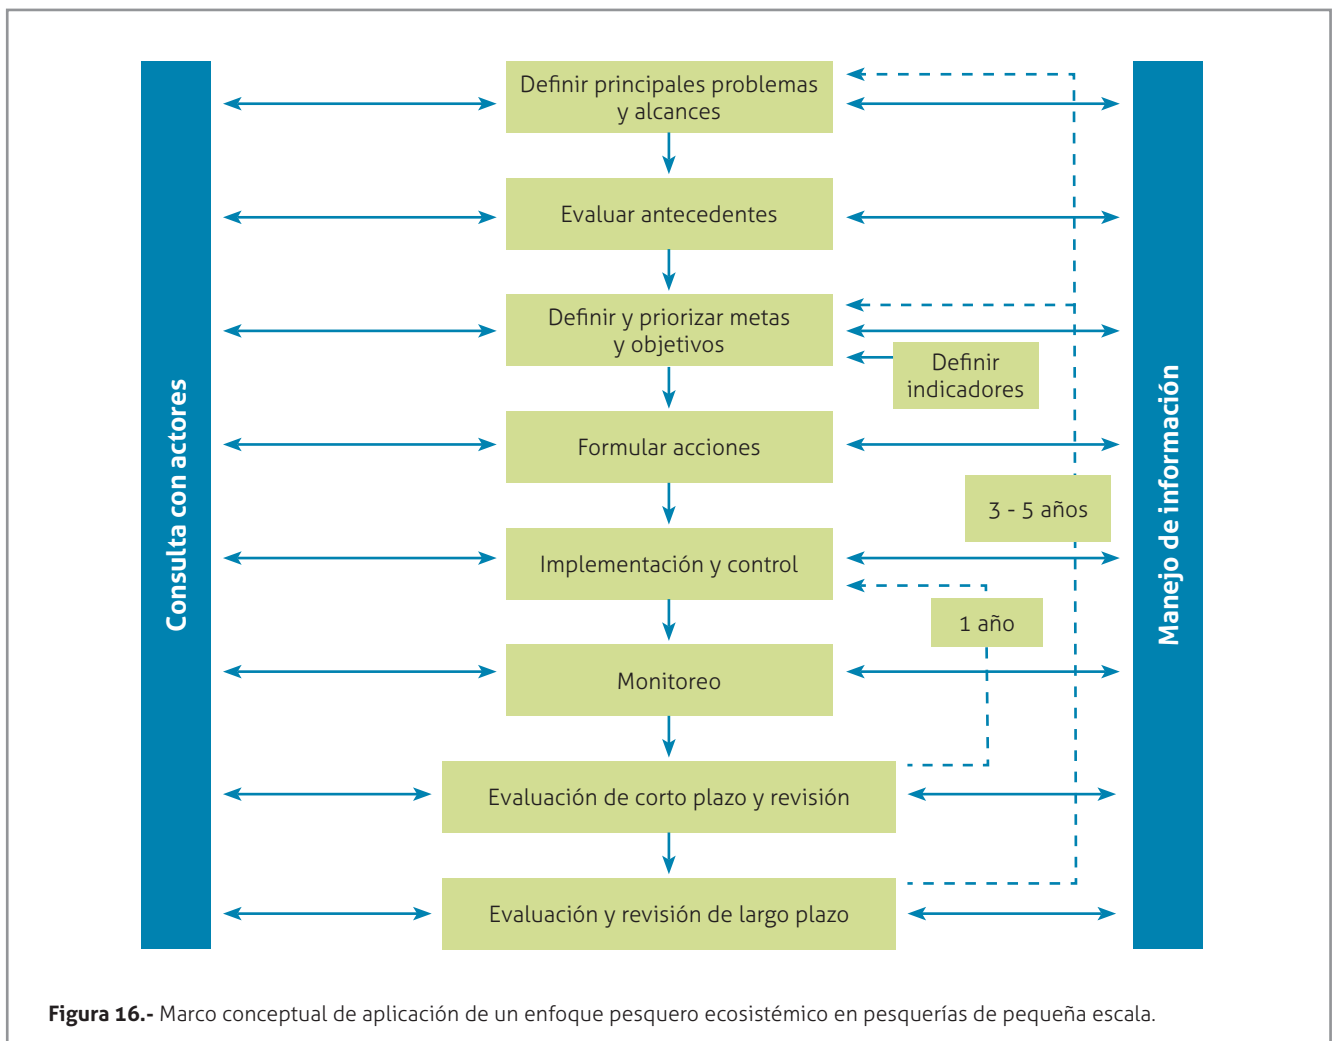 Consulta con actores
Definir principales problemas
y alcances
Evaluar antecedentes
Definir y priorizar metas
y objetivos
Definir
indicadores
Formular acciones
3 - 5 años
Implementación y control
1 año
Monitoreo
Evaluación de corto plazo y revisión
Evaluación y revisión de largo plazo
Manejo de información
Figura 16.- Marco conceptual de aplicación de un enfoque pesquero ecosistémico en pesquerías de pequeña escala.